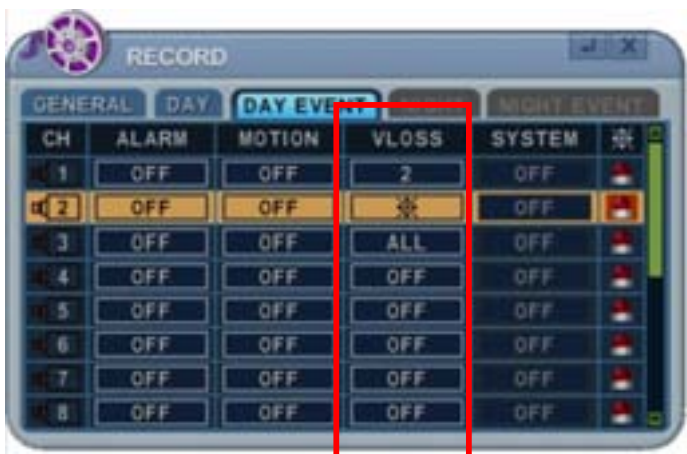 RECORD
GENERAL DAY DAY EVENT NIGHT NIGHT EVENT
CH ALARM MOTION VLOSS SYSTEM ※
1 OFF OFF 2 OFF
2 OFF OFF ※ OFF
3 OFF OFF ALL OFF
4 OFF OFF OFF OFF
5 OFF OFF OFF OFF
6 OFF OFF OFF OFF
7 OFF OFF OFF OFF
8 OFF OFF OFF OFF